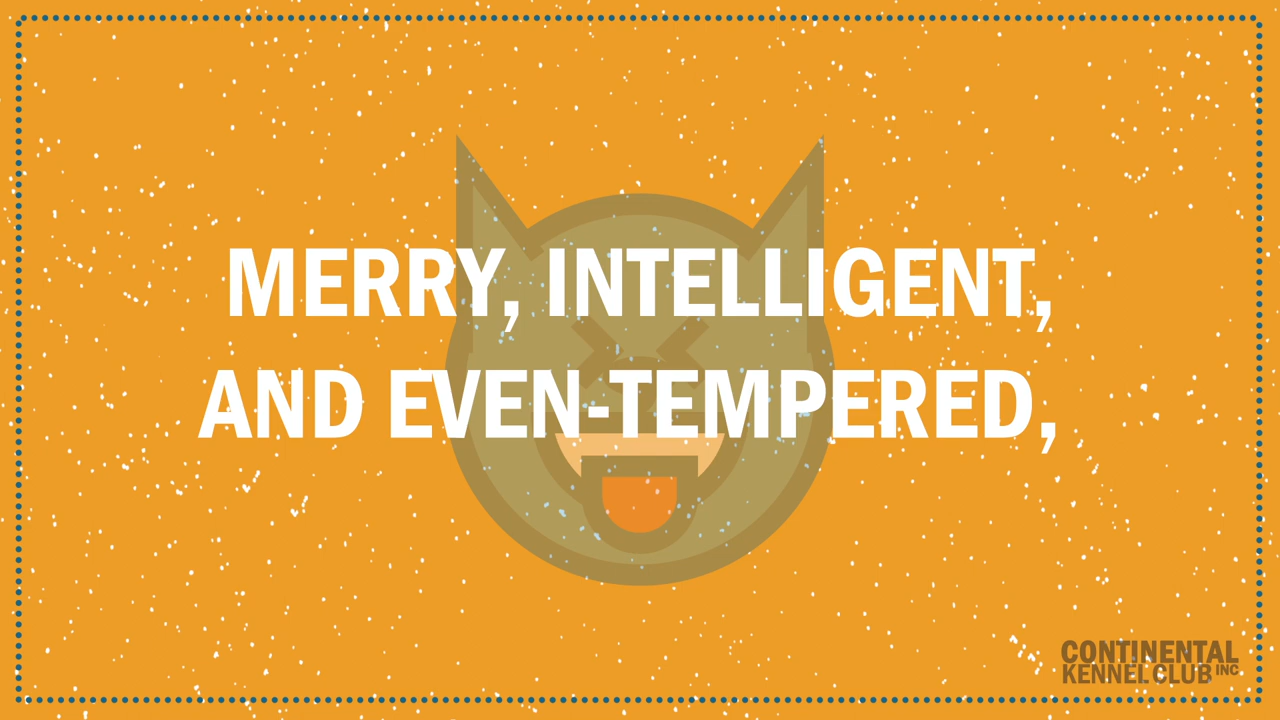 MERRY, INTELLIGENT,
AND EVEN-TEMPERED,
CONTINENTAL
KENNEL CLUB INC